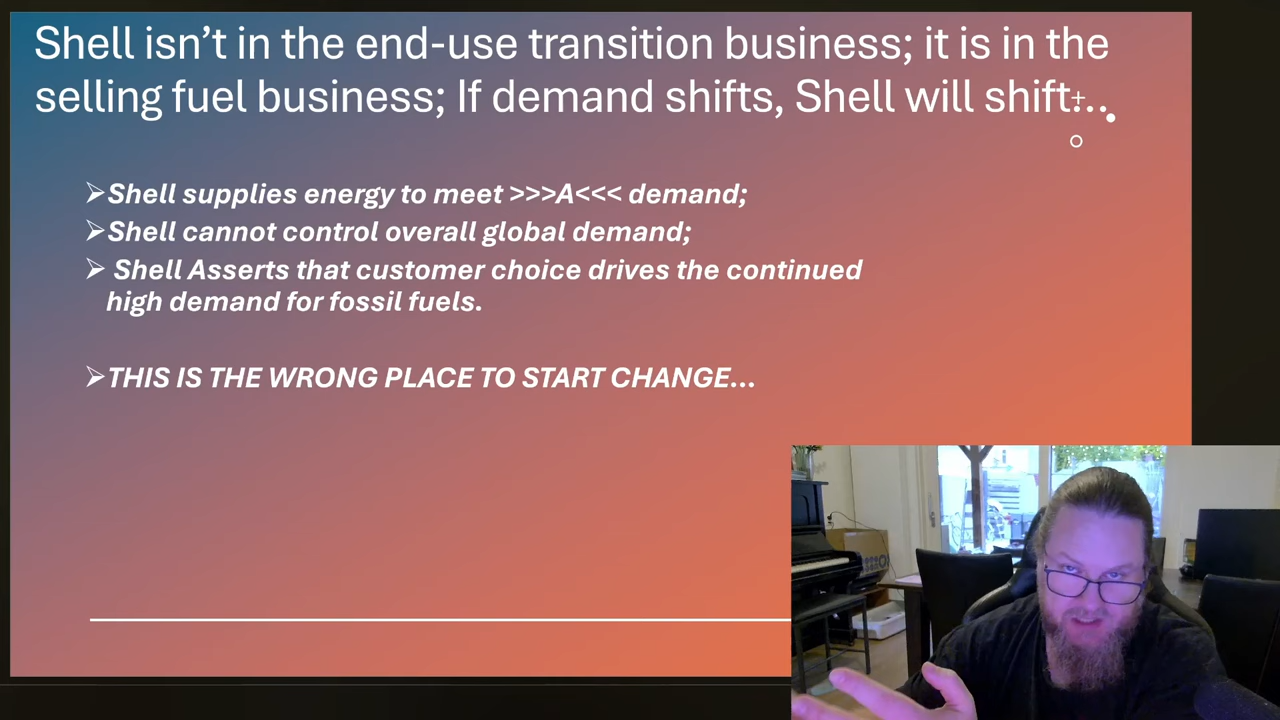 Shell isn’t in the end-use transition business; it is in the
selling fuel business; If demand shifts, Shell will shift…
➢Shell supplies energy to meet >>>A<<< demand;
➢Shell cannot control overall global demand;
➢ Shell Asserts that customer choice drives the continued
high demand for fossil fuels.
➢THIS IS THE WRONG PLACE TO START CHANGE…